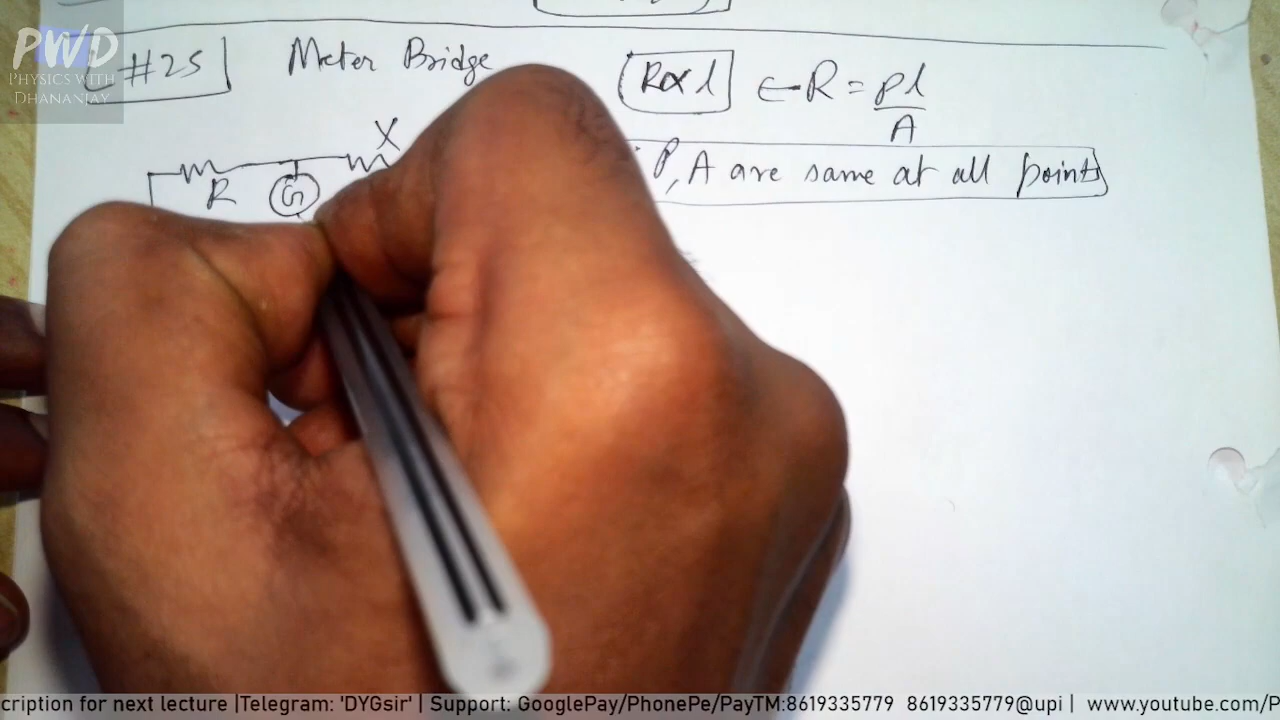 PWD
PHYSICS WITH
DHANANJAY
#25
Meter Bridge
R∝l ← R = ρl
A
ρ, A are same at all points
X
R
G
cription for next lecture |Telegram: 'DYGsir' | Support: GooglePay/PhonePe/PayTM:8619335779 8619335779@upi | www.youtube.com/P